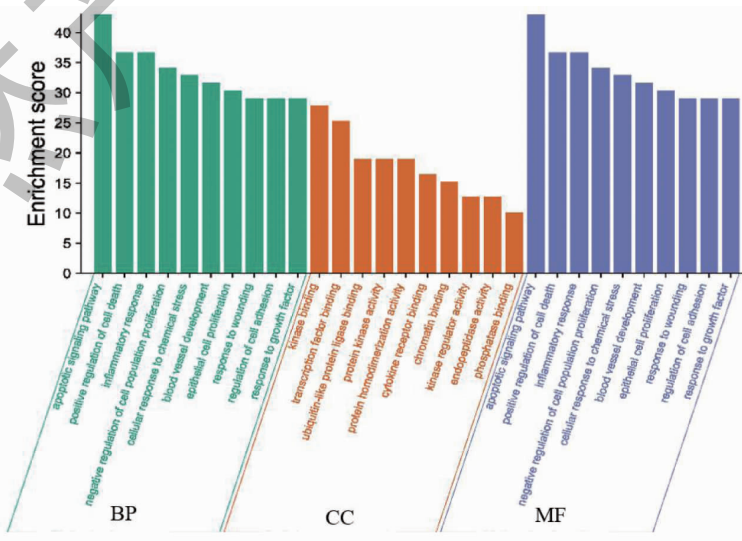 Enrichment score
40
35
30
25
20
15
10
5
0
apoptotic signaling pathway
positive regulation of cell death
inflammatory response
negative regulation of cell population proliferation
cellular response to chemical stress
blood vessel development
epithelial cell proliferation
response to wounding
regulation of cell adhesion
response to growth factor
kinase binding
transcription factor binding
ubiquitin-like protein ligase binding
protein kinase activity
protein homodimerization activity
cytokine receptor binding
chromatin binding
kinase regulator activity
endopeptidase activity
phosphatase binding
apoptotic signaling pathway
positive regulation of cell death
inflammatory response
negative regulation of cell population proliferation
cellular response to chemical stress
blood vessel development
epithelial cell proliferation
response to wounding
regulation of cell adhesion
response to growth factor
BP
CC
MF